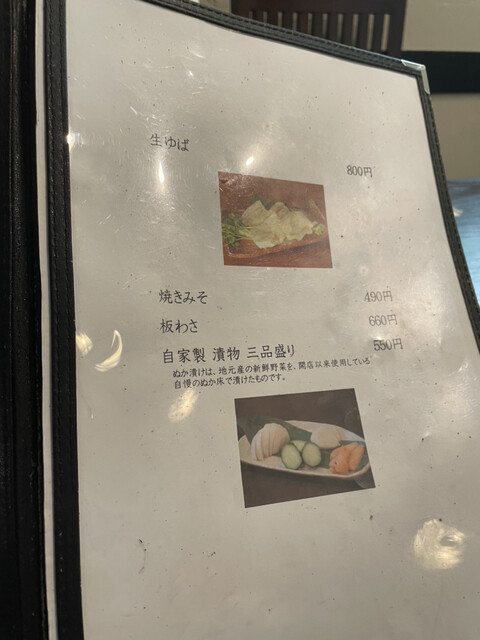 生ゆば
800円
焼きみそ 490円
板わさ 660円
自家製 漬物 三品盛り 550円
ぬか漬けは、地元産の新鮮野菜を、開店以来使用している
自慢のぬか床で漬けたものです。